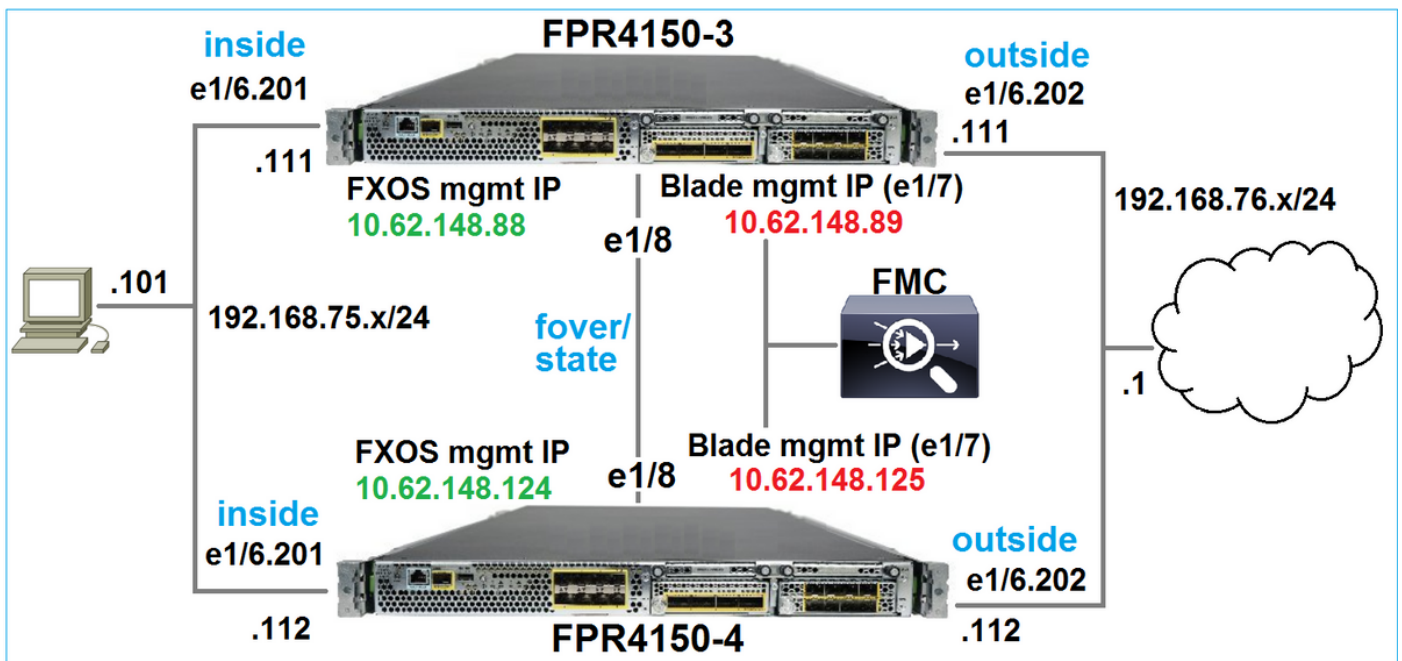 FPR4150-3
inside
e1/6.201
.111
outside
e1/6.202
.111
FXOS mgmt IP
10.62.148.88
Blade mgmt IP (e1/7)
10.62.148.89
e1/8
192.168.76.x/24
.101
192.168.75.x/24
fover/
state
FMC
.1
FXOS mgmt IP
10.62.148.124
e1/8
Blade mgmt IP (e1/7)
10.62.148.125
inside
e1/6.201
.112
outside
e1/6.202
.112
FPR4150-4